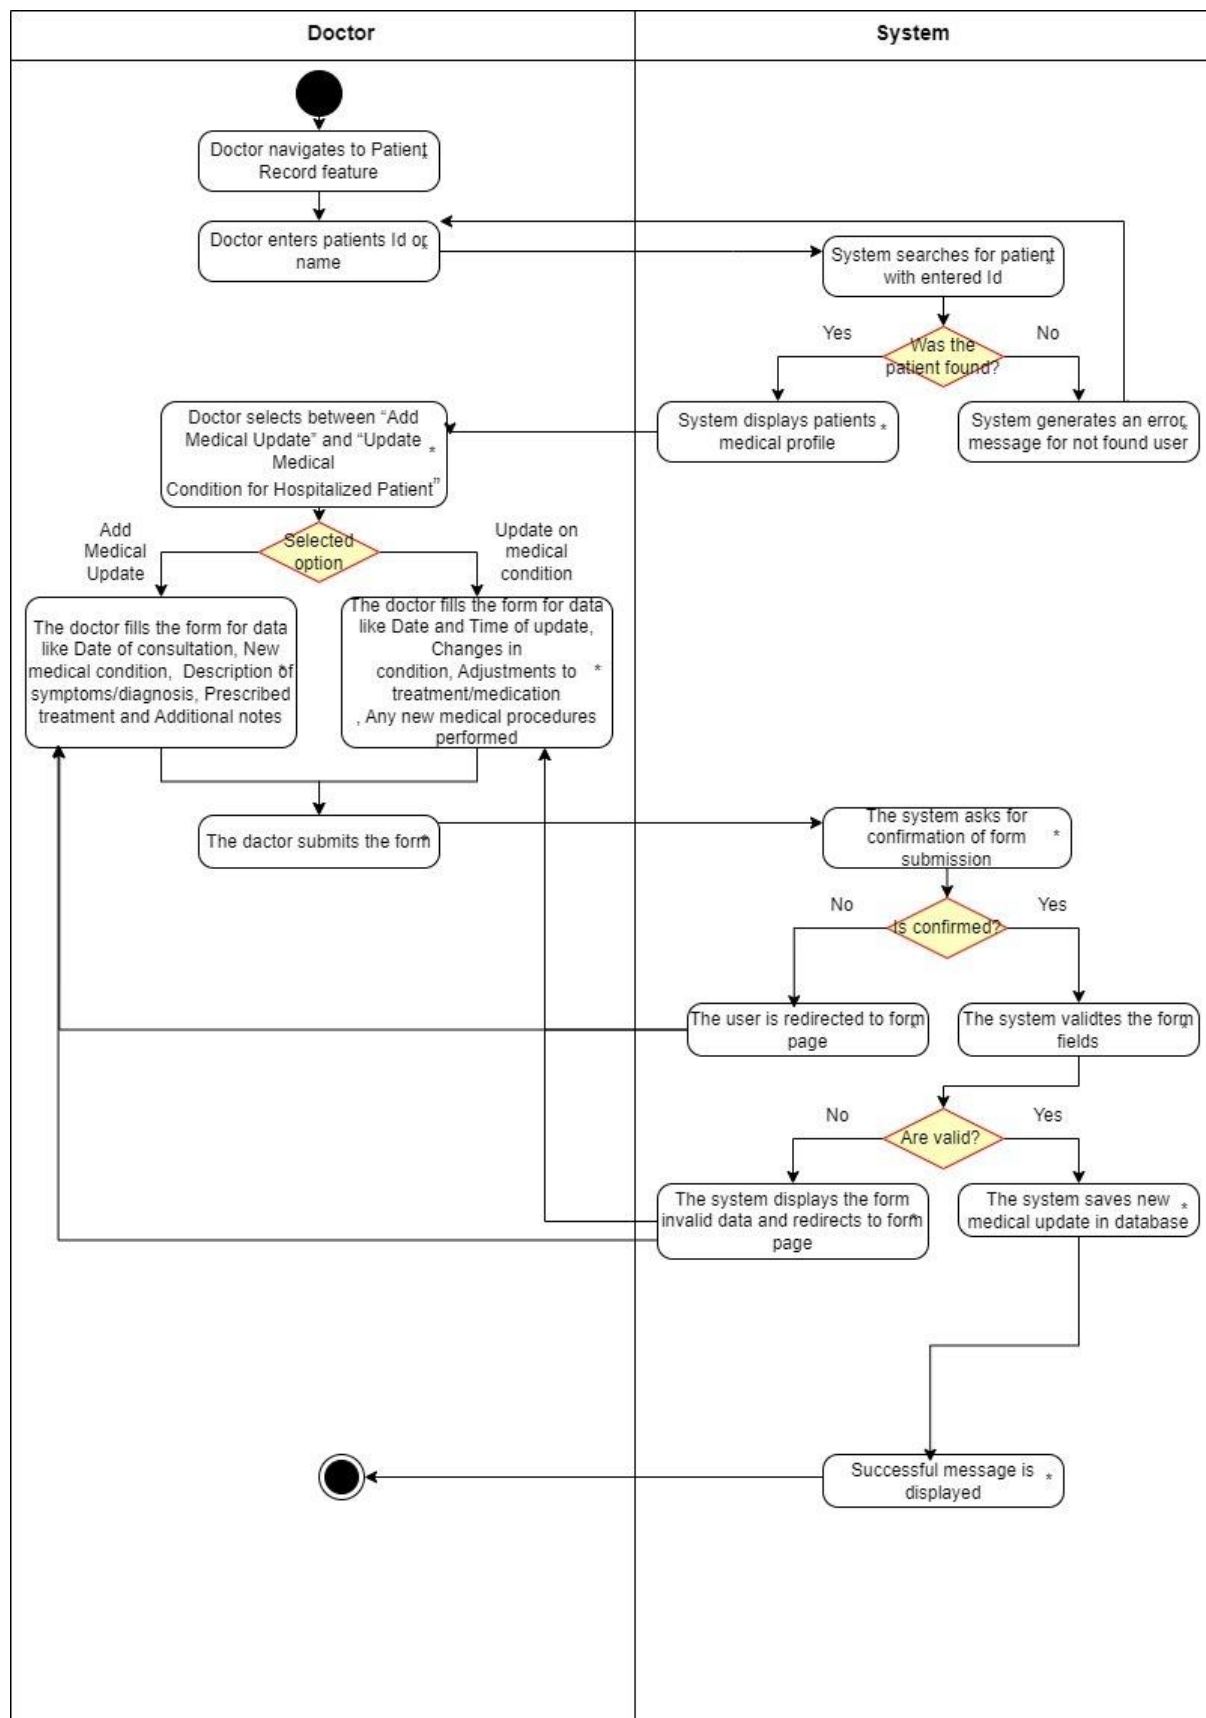 Doctor
System
Doctor navigates to Patient
Record feature
Doctor enters patients Id or
name
System searches for patient
with entered Id
Yes
No
Was the
patient found?
System displays patients
medical profile
System generates an error
message for not found user
Doctor selects between “Add
Medical Update” and “Update
Medical
Condition for Hospitalized Patient”
Add
Medical
Update
Selected
option
Update on
medical
condition
The doctor fills the form for data
like Date of consultation, New
medical condition, Description of
symptoms/diagnosis, Prescribed
treatment and Additional notes
The doctor fills the form for data
like Date and Time of update,
Changes in
condition, Adjustments to
treatment/medication
, Any new medical procedures
performed
The dactor submits the form
The system asks for
confirmation of form
submission
No
Yes
Is confirmed?
The user is redirected to form
page
The system validtes the form
fields
No
Yes
Are valid?
The system displays the form
invalid data and redirects to form
page
The system saves new
medical update in database
Successful message is
displayed